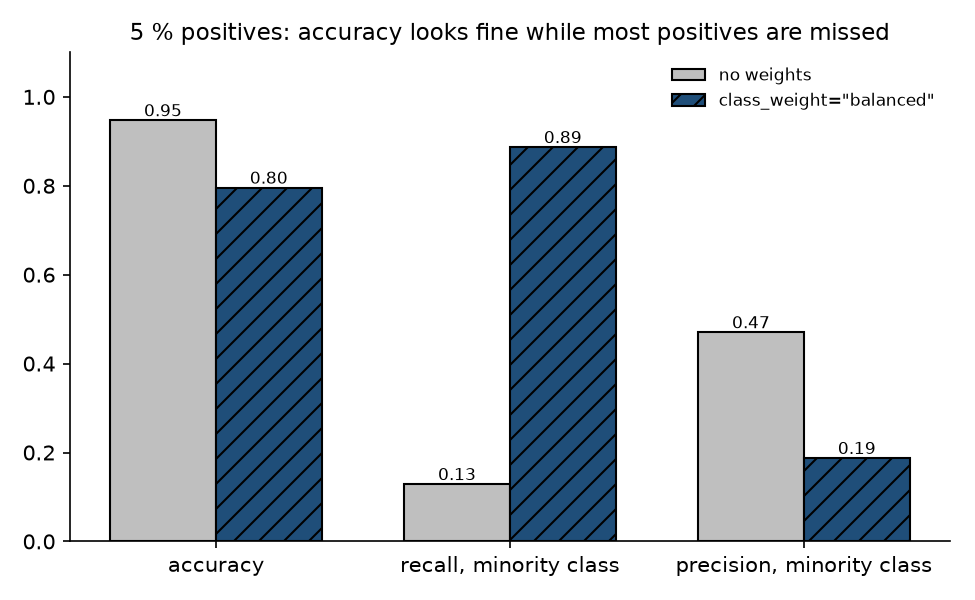 5 % positives: accuracy looks fine while most positives are missed
no weights
class_weight="balanced"
1.0
0.8
0.6
0.4
0.2
0.0
0.95
0.80
0.13
0.89
0.47
0.19
accuracy
recall, minority class
precision, minority class